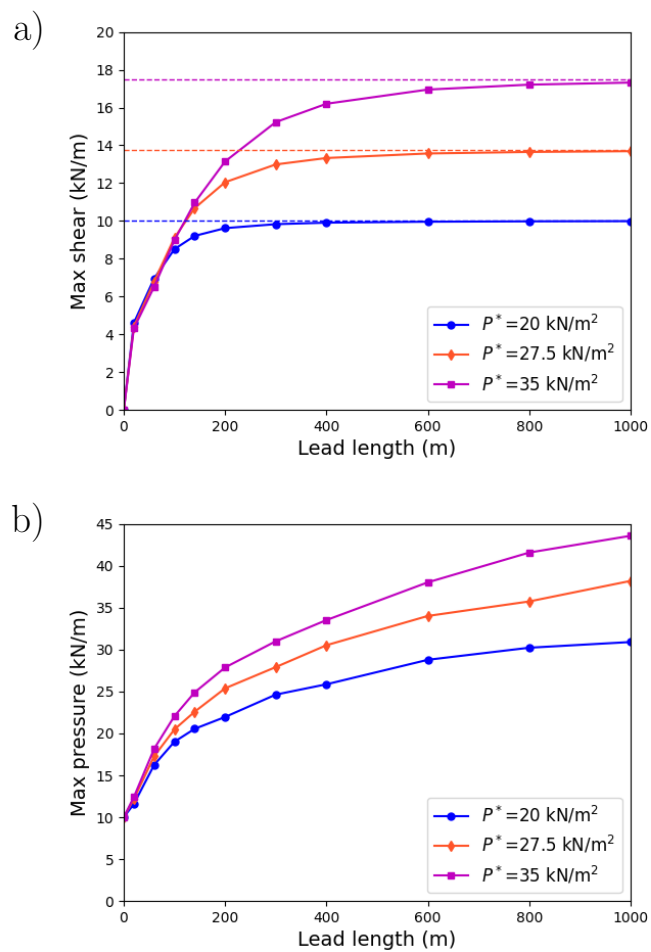 a)
20
18
16
14
12
10
8
6
4
2
0
Max shear (kN/m)
P*=20 kN/m²
P*=27.5 kN/m²
P*=35 kN/m²
0 200 400 600 800 1000
Lead length (m)
b)
45
40
35
30
25
20
15
10
5
0
Max pressure (kN/m)
P*=20 kN/m²
P*=27.5 kN/m²
P*=35 kN/m²
0 200 400 600 800 1000
Lead length (m)